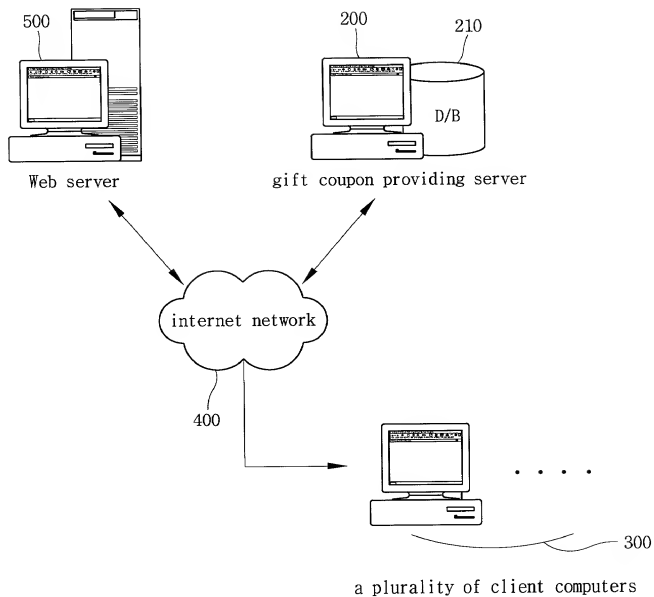 500
200
210
D/B
Web server
gift coupon providing server
internet network
400
300
a plurality of client computers